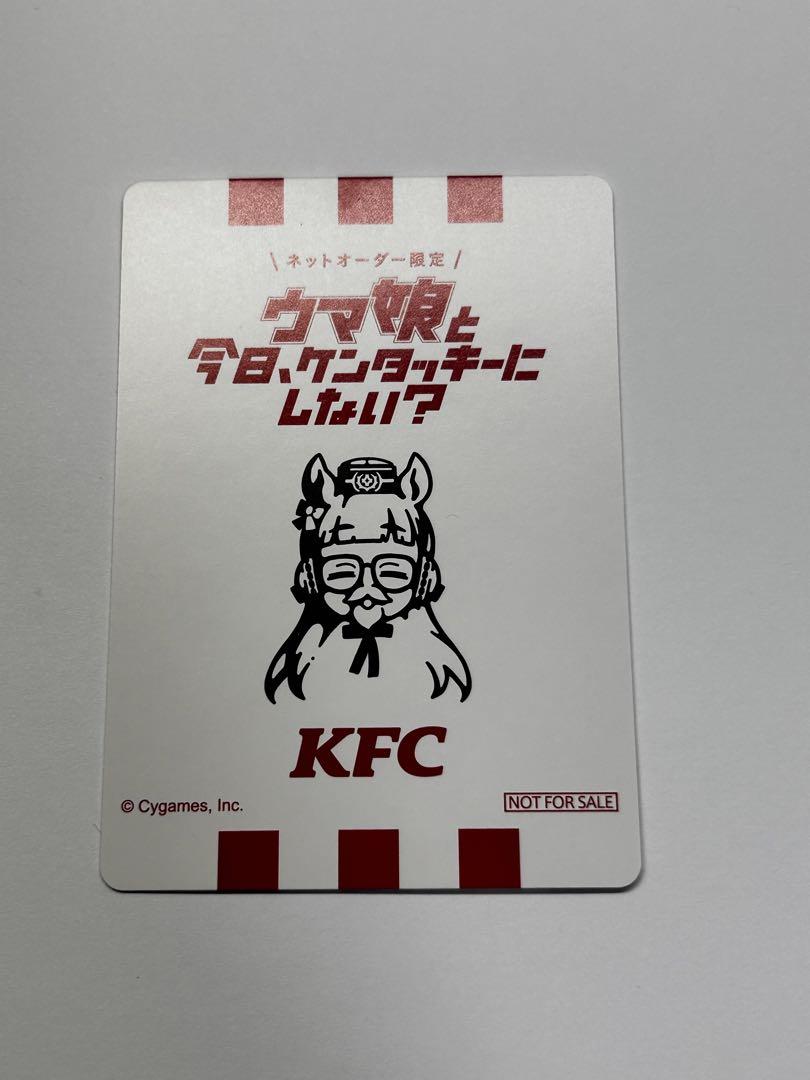 \ ネットオーダー限定 /
ウマ娘と
今日、ケンタッキーに
しない?
KFC
© Cygames, Inc.
NOT FOR SALE